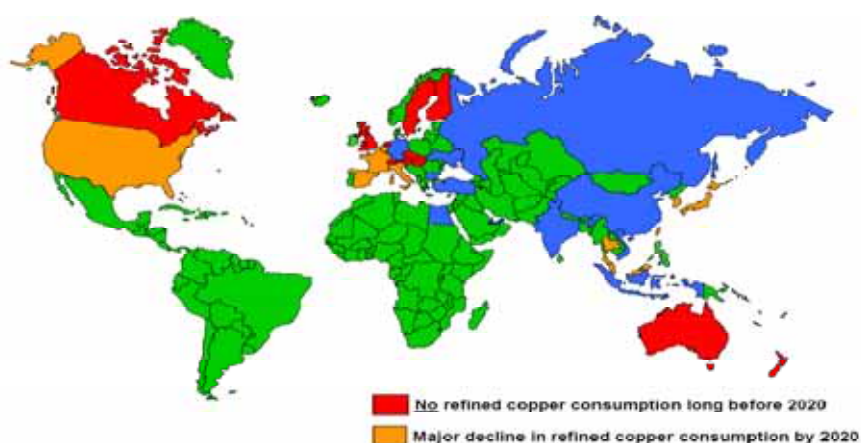 No refined copper consumption long before 2020
Major decline in refined copper consumption by 2020